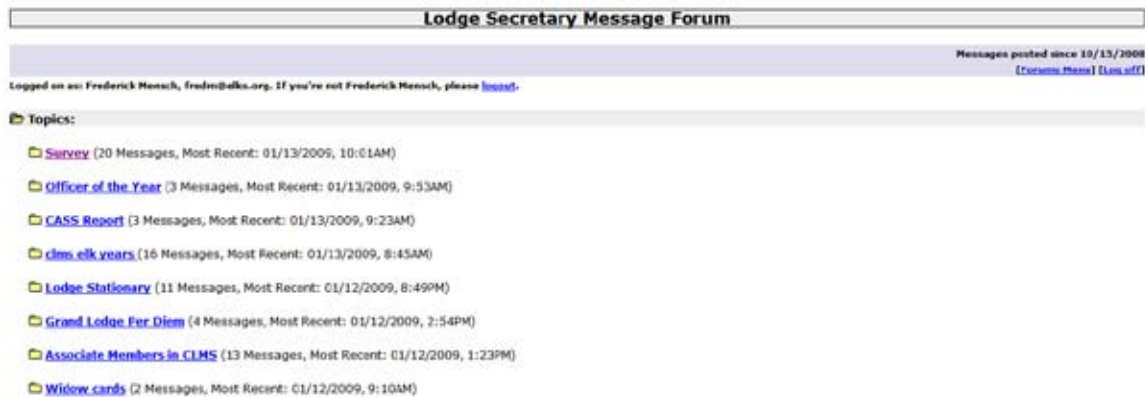 Lodge Secretary Message Forum
Messages posted since 10/15/2008
[Forums Menu] [Log off]
Logged on as: Frederick Mensch, fredm@elks.org. If you're not Frederick Mensch, please logout.
Topics:
Survey (20 Messages, Most Recent: 01/13/2009, 10:01AM)
Officer of the Year (3 Messages, Most Recent: 01/13/2009, 9:53AM)
CASS Report (3 Messages, Most Recent: 01/13/2009, 9:23AM)
clms elk years (16 Messages, Most Recent: 01/13/2009, 8:45AM)
Lodge Stationary (11 Messages, Most Recent: 01/12/2009, 8:49PM)
Grand Lodge Per Diem (4 Messages, Most Recent: 01/12/2009, 2:54PM)
Associate Members in CLMS (13 Messages, Most Recent: 01/12/2009, 1:23PM)
Widow cards (2 Messages, Most Recent: 01/12/2009, 9:10AM)